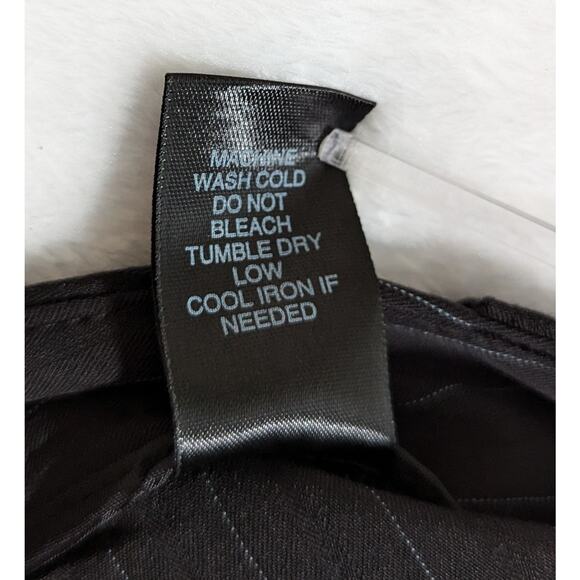 MACHINE
WASH COLD
DO NOT
BLEACH
TUMBLE DRY
LOW
COOL IRON IF
NEEDED